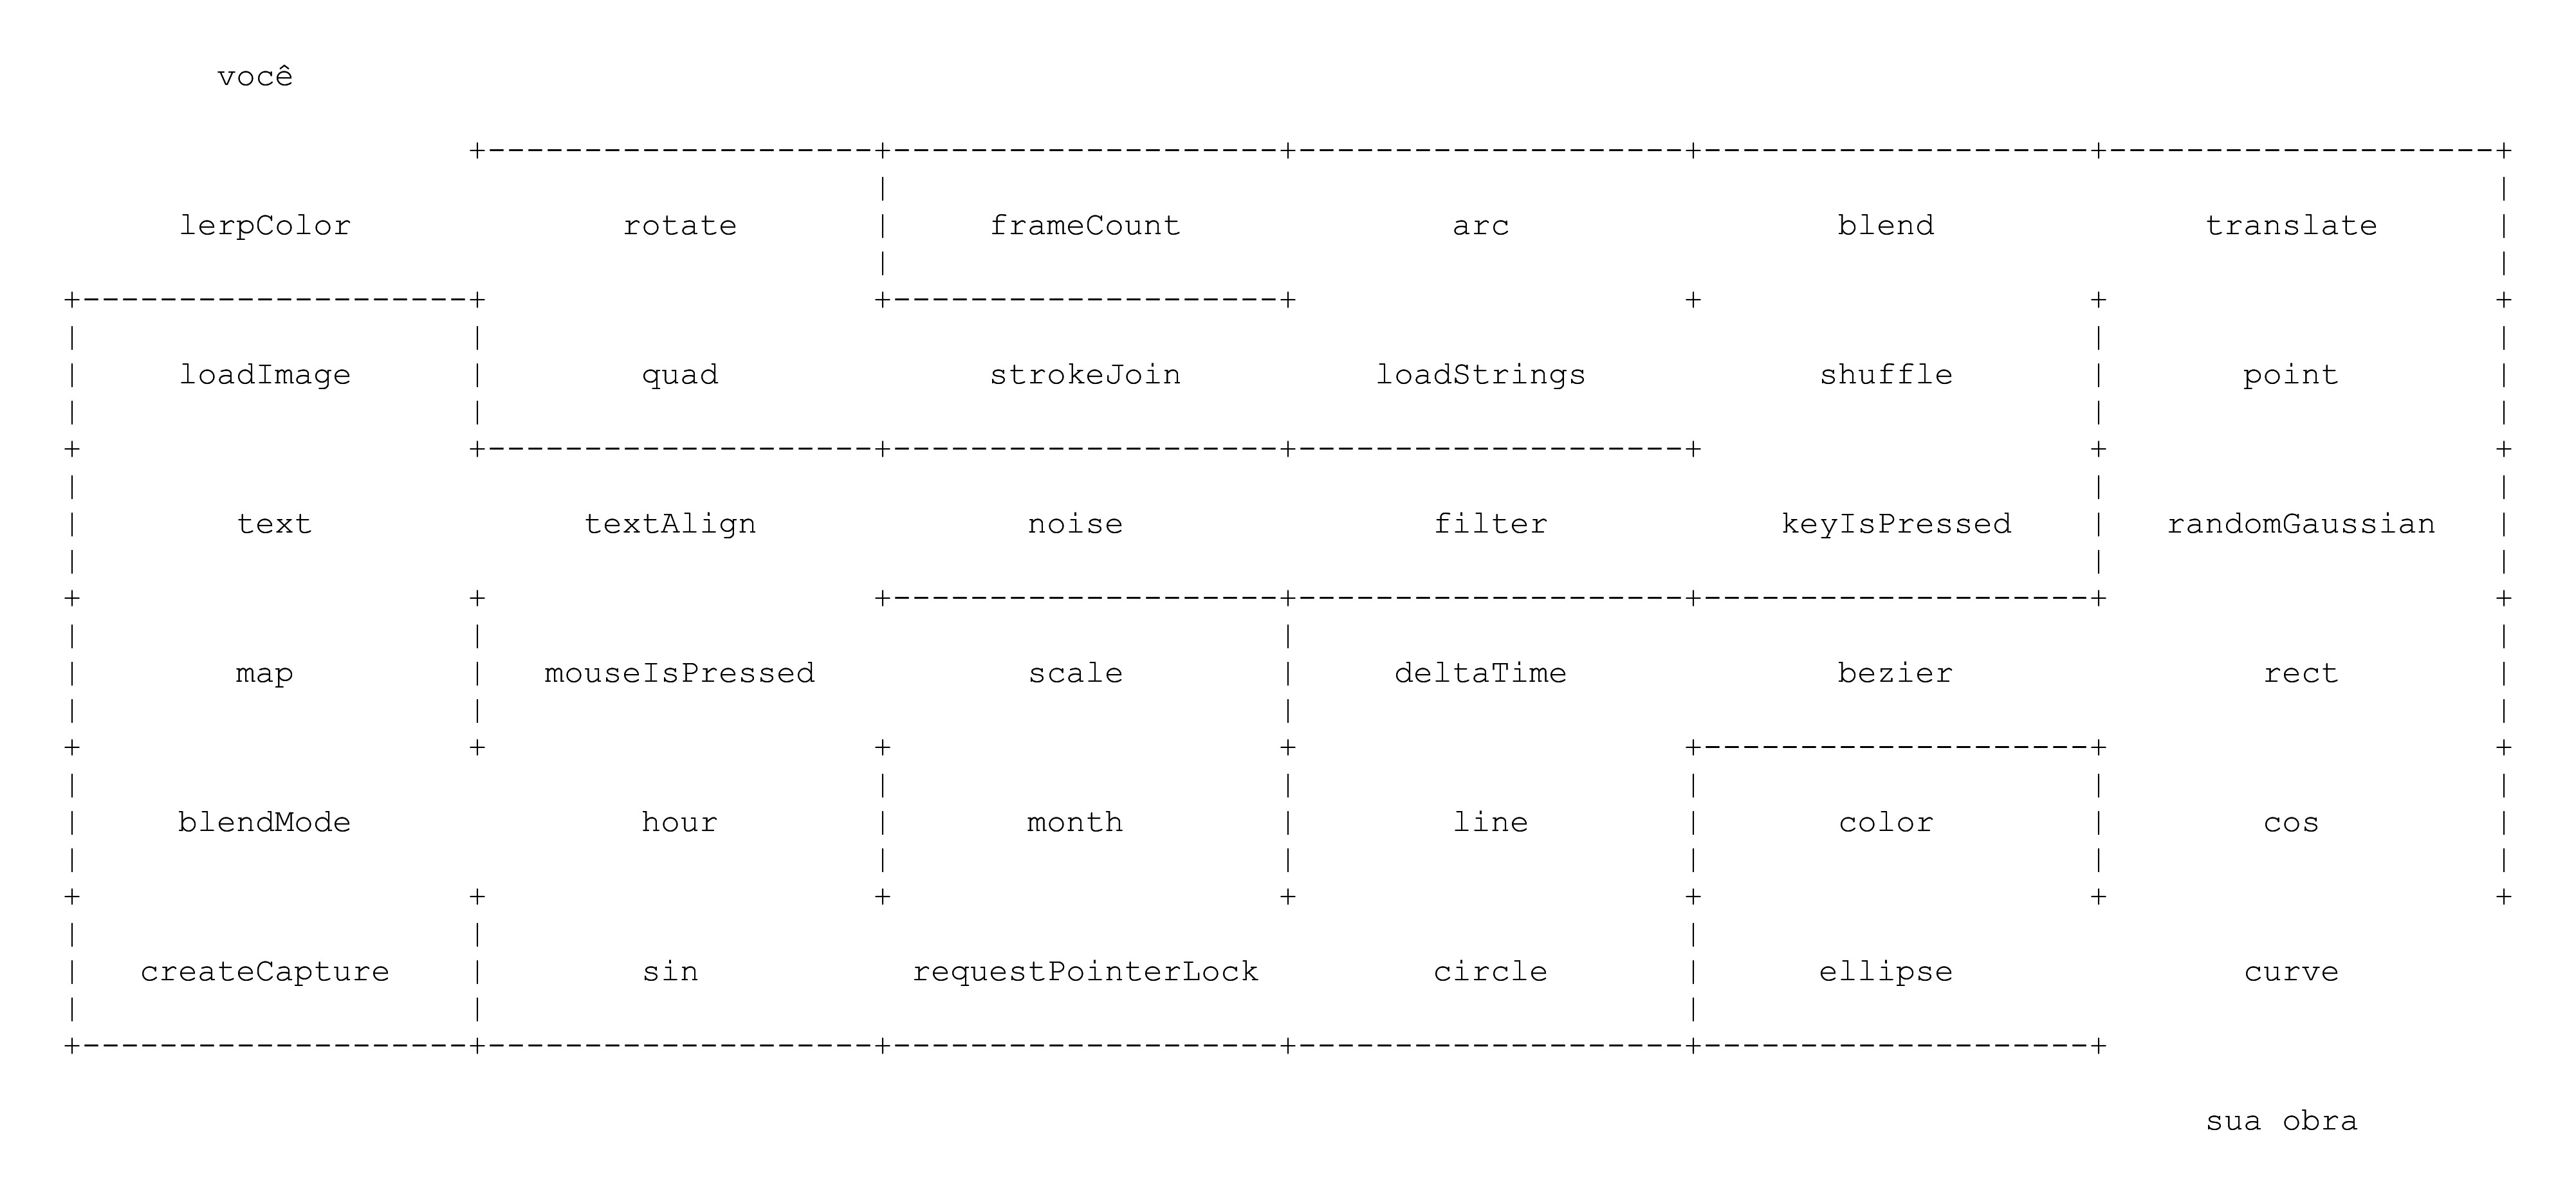 você
lerpColor rotate frameCount arc blend translate
loadImage quad strokeJoin loadStrings shuffle point
text textAlign noise filter keyIsPressed randomGaussian
map mouseIsPressed scale deltaTime bezier rect
blendMode hour month line color cos
createCapture sin requestPointerLock circle ellipse curve
sua obra